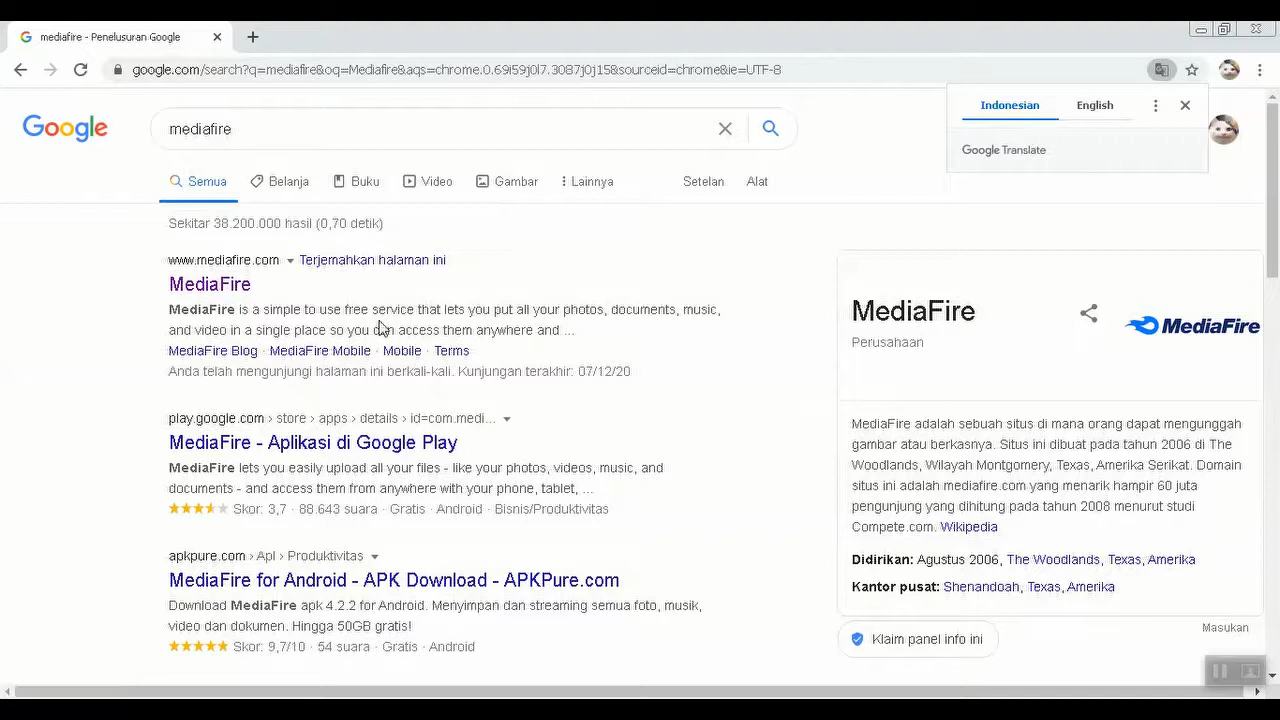 mediafire - Penelusuran Google
google.com/search?q=mediafire&oq=Mediafire&aqs=chrome.0.69i59j0l7.3087j0j15&sourceid=chrome&ie=UTF-8
Indonesian English
Google Translate
Google
mediafire
Semua Belanja Buku Video Gambar Lainnya Setelan Alat
Sekitar 38.200.000 hasil (0,70 detik)
www.mediafire.com Terjemahkan halaman ini
MediaFire
MediaFire is a simple to use free service that lets you put all your photos, documents, music,
and video in a single place so you can access them anywhere and ...
MediaFire Blog · MediaFire Mobile · Mobile · Terms
Anda telah mengunjungi halaman ini berkali-kali. Kunjungan terakhir: 07/12/20
play.google.com › store › apps › details › id=com.medi...
MediaFire - Aplikasi di Google Play
MediaFire lets you easily upload all your files - like your photos, videos, music, and
documents - and access them from anywhere with your phone, tablet, ...
Skor: 3,7 · 88.643 suara · Gratis · Android · Bisnis/Produktivitas
apkpure.com › Apl › Produktivitas
MediaFire for Android - APK Download - APKPure.com
Download MediaFire apk 4.2.2 for Android. Menyimpan dan streaming semua foto, musik,
video dan dokumen. Hingga 50GB gratis!
Skor: 9,7/10 · 54 suara · Gratis · Android
MediaFire
Perusahaan
MediaFire
MediaFire adalah sebuah situs di mana orang dapat mengunggah
gambar atau berkasnya. Situs ini dibuat pada tahun 2006 di The
Woodlands, Wilayah Montgomery, Texas, Amerika Serikat. Domain
situs ini adalah mediafire.com yang menarik hampir 60 juta
pengunjung yang dihitung pada tahun 2008 menurut studi
Compete.com. Wikipedia
Didirikan: Agustus 2006, The Woodlands, Texas, Amerika
Kantor pusat: Shenandoah, Texas, Amerika
Masukan
Klaim panel info ini